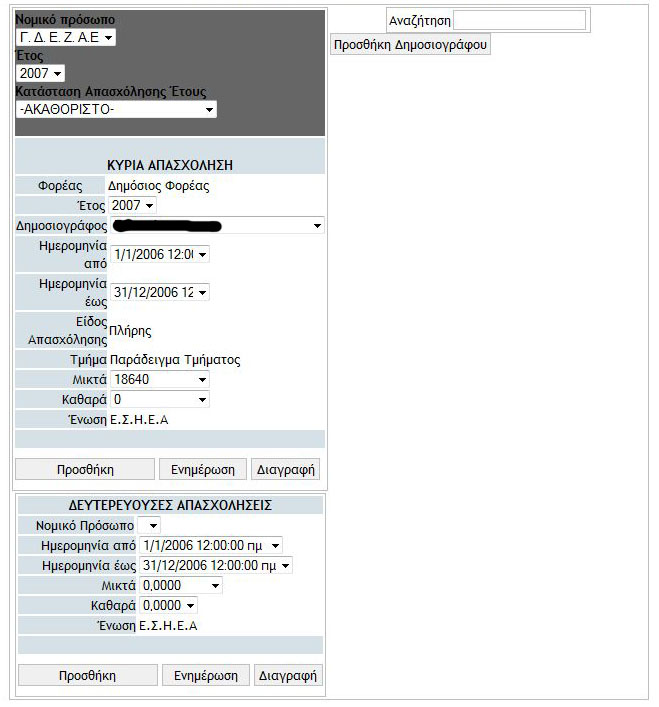 Νομικό πρόσωπο
Γ. Δ. Ε. Ζ. Α.Ε
Έτος
2007
Κατάσταση Απασχόλησης Έτους
-ΑΚΑΘΟΡΙΣΤΟ-
ΚΥΡΙΑ ΑΠΑΣΧΟΛΗΣΗ
Φορέας Δημόσιος Φορέας
Έτος 2007
Δημοσιογράφος
Ημερομηνία από 1/1/2006 12:00
Ημερομηνία έως 31/12/2006 12:
Είδος Απασχόλησης Πλήρης
Τμήμα Παράδειγμα Τμήματος
Μικτά 18640
Καθαρά 0
Ένωση Ε.Σ.Η.Ε.Α
Προσθήκη Ενημέρωση Διαγραφή
ΔΕΥΤΕΡΕΥΟΥΣΕΣ ΑΠΑΣΧΟΛΗΣΕΙΣ
Νομικό Πρόσωπο
Ημερομηνία από 1/1/2006 12:00:00 πμ
Ημερομηνία έως 31/12/2006 12:00:00 πμ
Μικτά 0,0000
Καθαρά 0,0000
Ένωση Ε.Σ.Η.Ε.Α
Προσθήκη Ενημέρωση Διαγραφή
Αναζήτηση
Προσθήκη Δημοσιογράφου